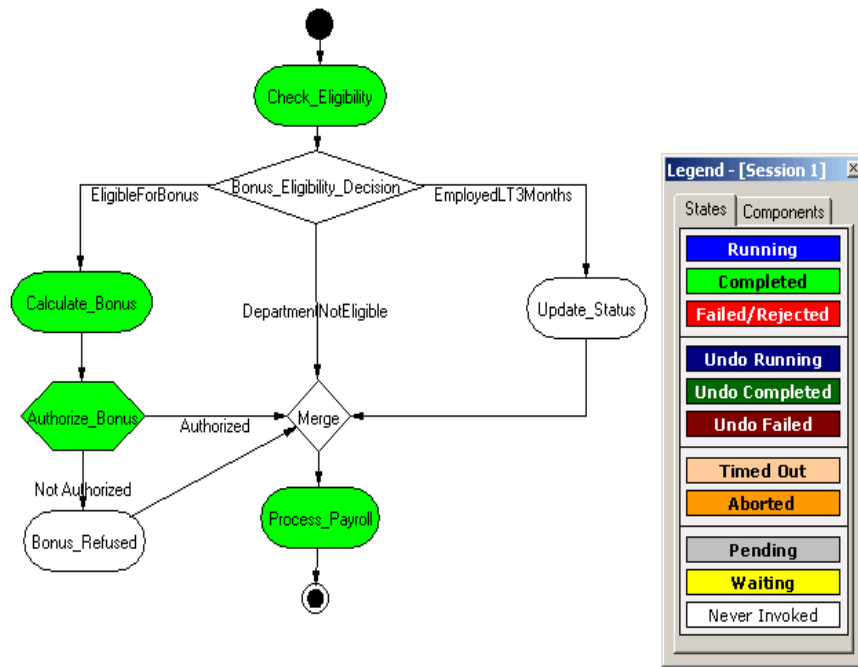 Check_Eligibility
Bonus_Eligibility_Decision
EligibleForBonus
EmployedLT3Months
Calculate_Bonus
DepartmentNotEligible
Update_Status
Authorize_Bonus
Authorized
Merge
Not Authorized
Bonus_Refused
Process_Payroll
Legend - [Session 1]
States
Components
Running
Completed
Failed/Rejected
Undo Running
Undo Completed
Undo Failed
Timed Out
Aborted
Pending
Waiting
Never Invoked